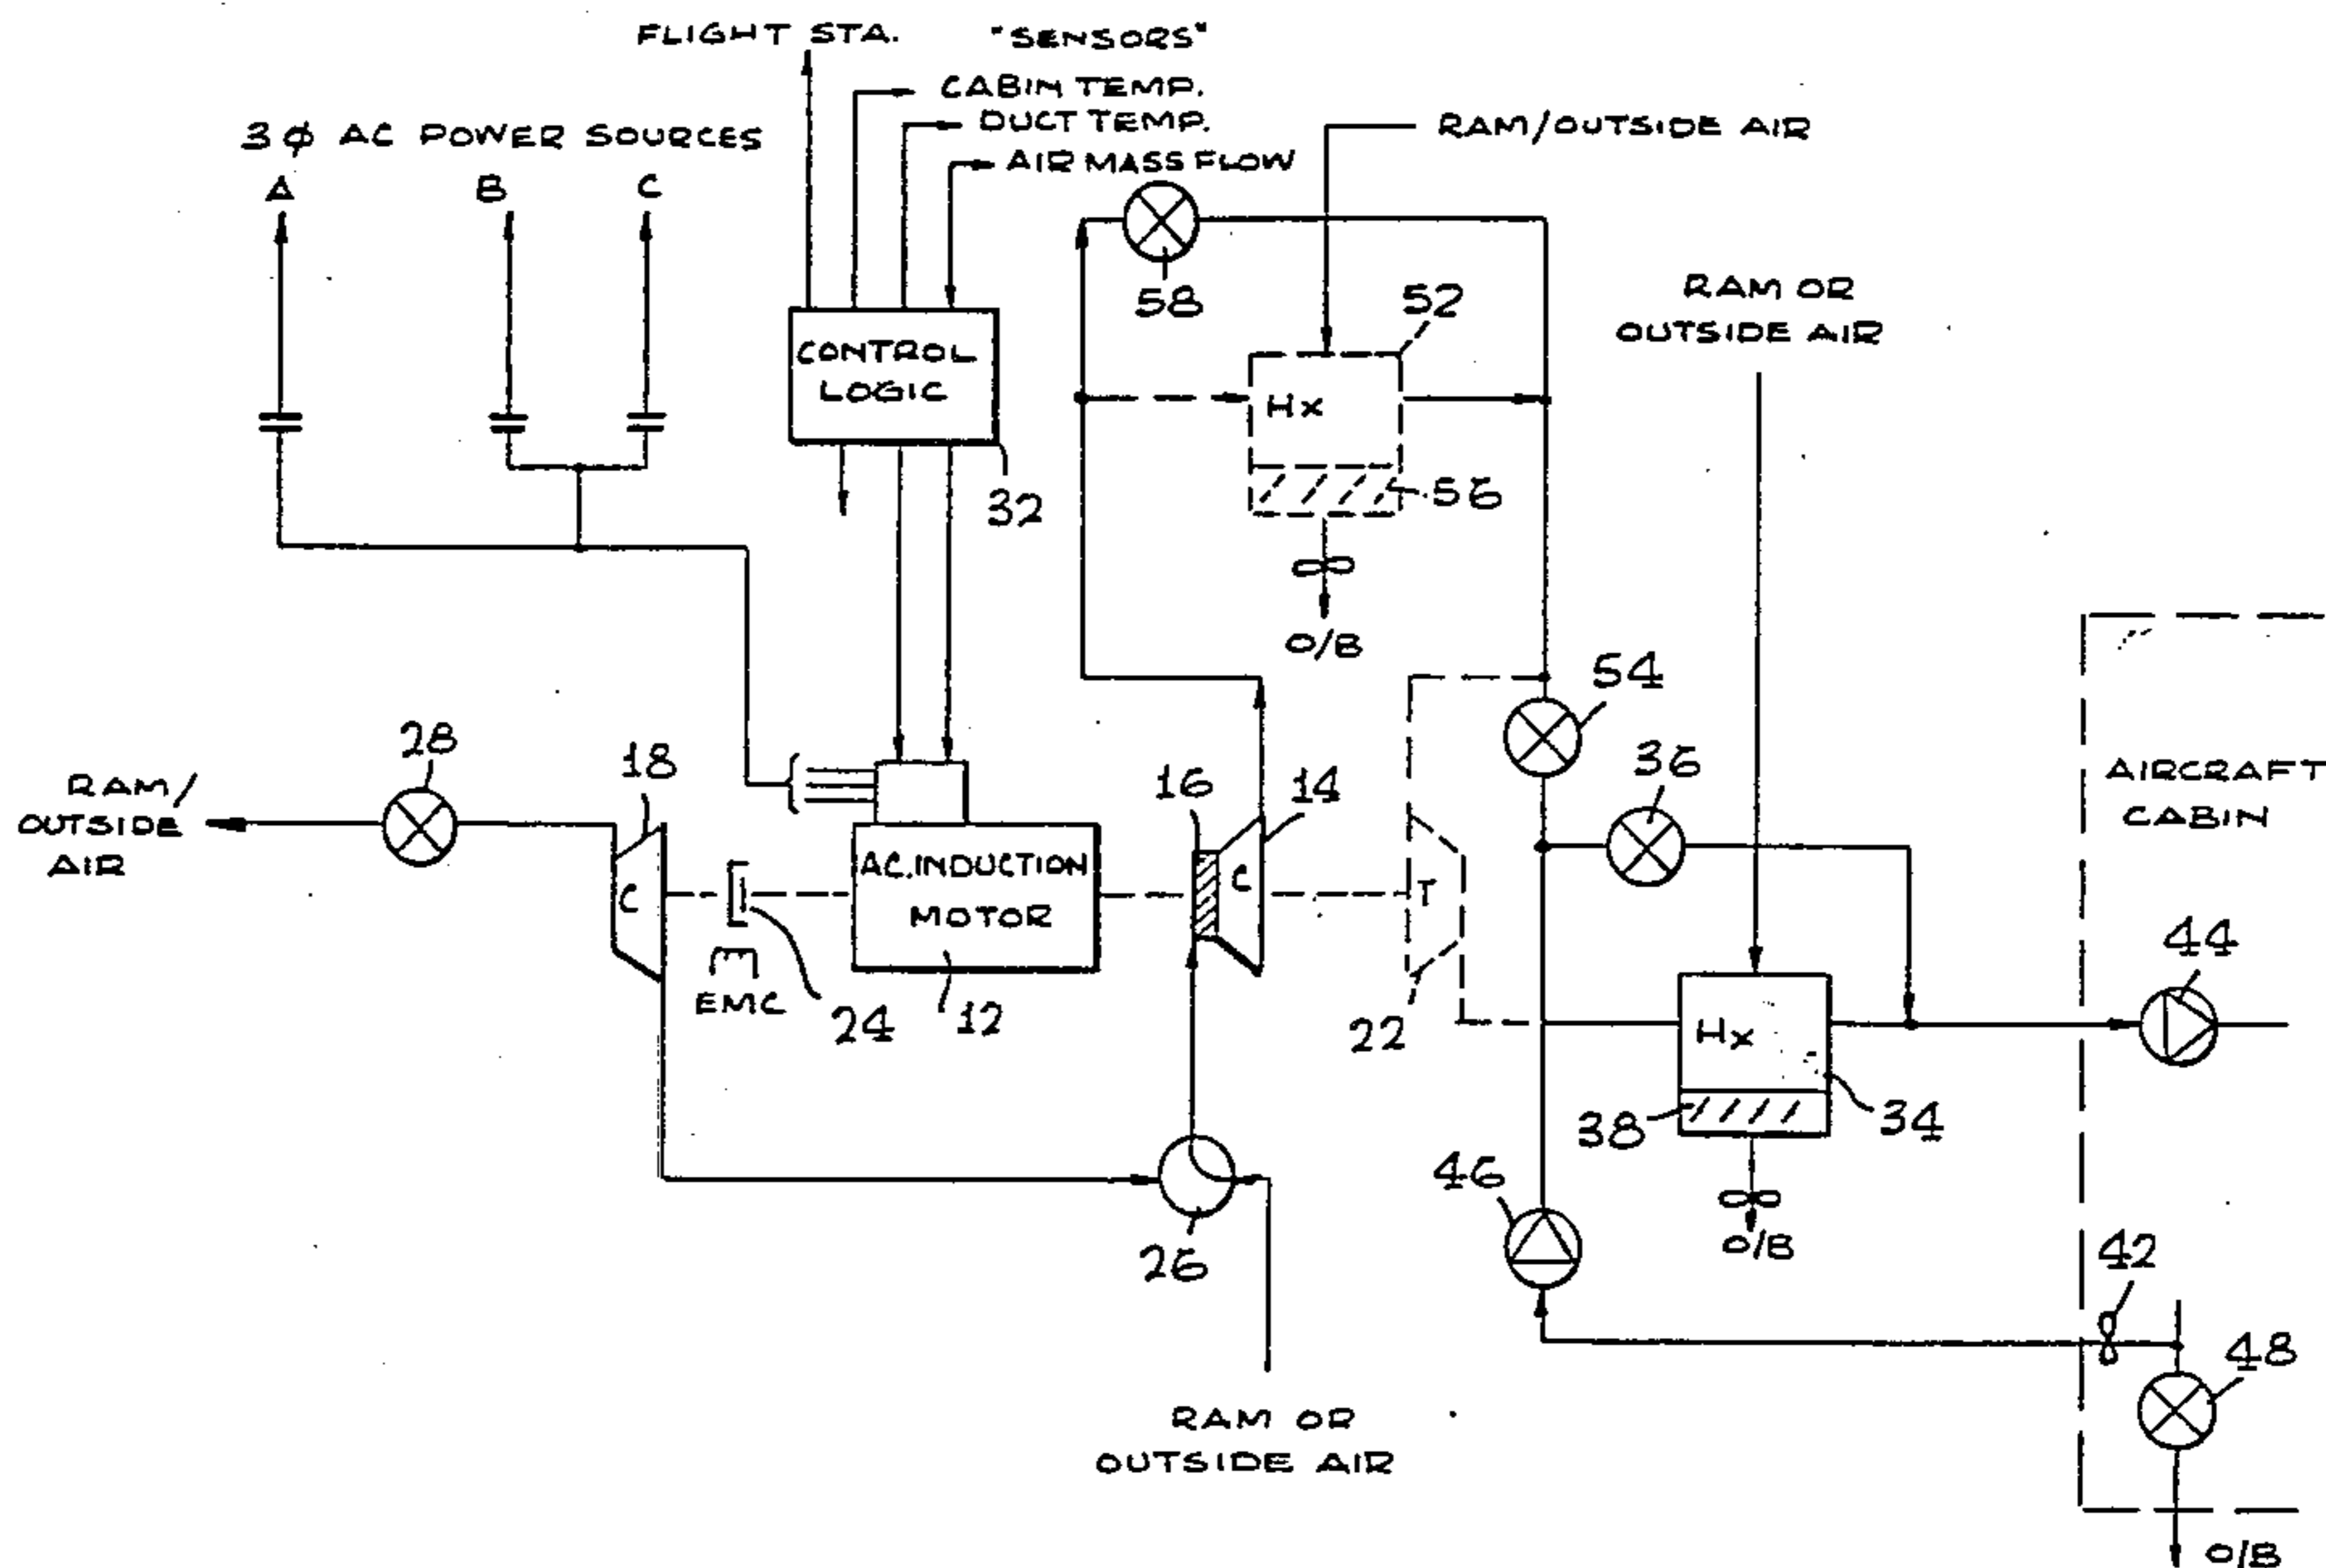 FLIGHT STA.
"SENSORS"
CABIN TEMP.
DUCT TEMP.
AIR MASS FLOW
3 φ AC POWER SOURCES
A
B
C
RAM/OUTSIDE AIR
58
52
RAM OR
OUTSIDE AIR
CONTROL
LOGIC
Hx
56
32
O/B
54
28
18
RAM/
OUTSIDE
AIR
16
14
36
AIRCRAFT
CABIN
C
AC. INDUCTION
MOTOR
C
T
44
EMC
24
12
22
Hx
38
34
46
26
O/B
42
48
RAM OR
OUTSIDE AIR
O/B